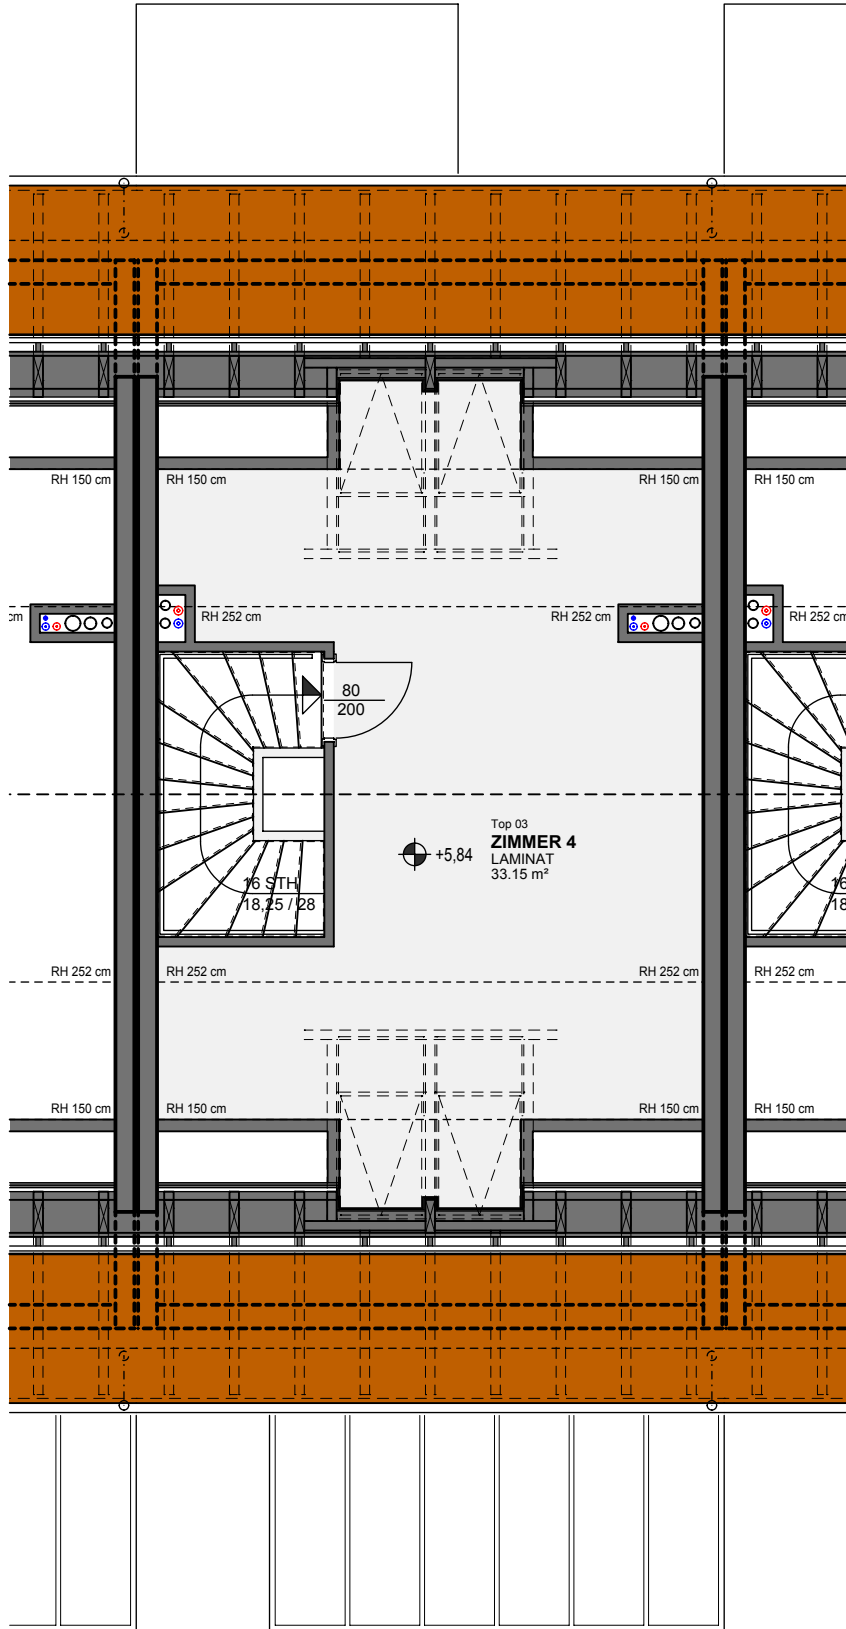 RH 150 cm
RH 150 cm
RH 150 cm
RH 150 cm
cm
RH 252 cm
RH 252 cm
RH 252 cm
80
200
Top 03
ZIMMER 4
LAMINAT
33.15 m²
+5,84
16 STH
18,25 / 28
16
18
RH 252 cm
RH 252 cm
RH 252 cm
RH 252 cm
RH 150 cm
RH 150 cm
RH 150 cm
RH 150 cm